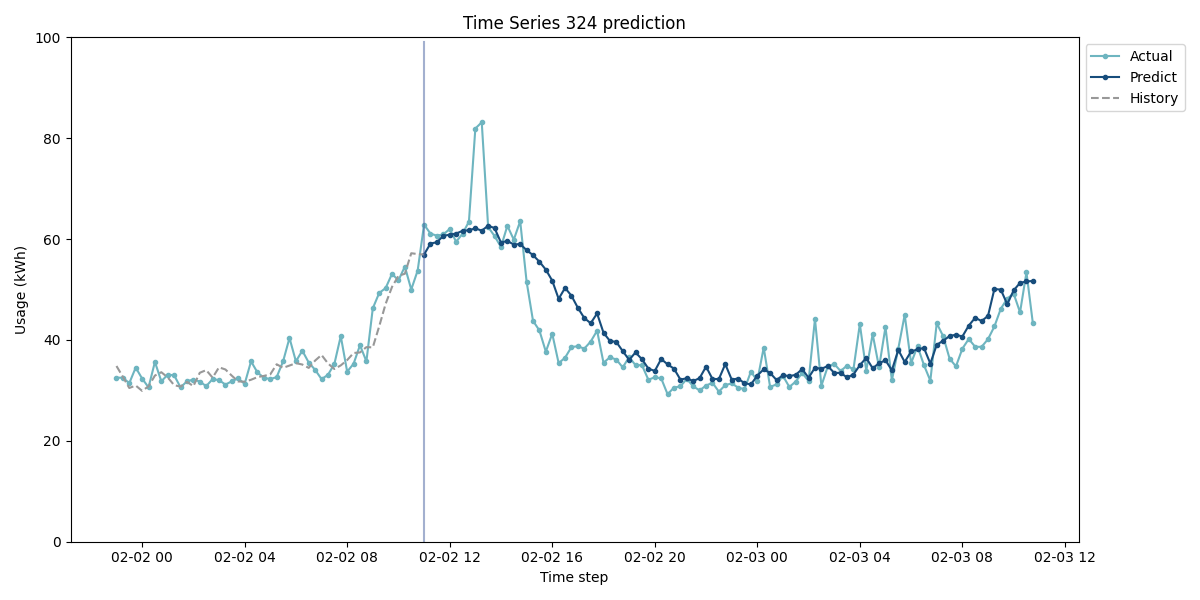 Time Series 324 prediction
100
80
60
40
20
0
Usage (kWh)
02-02 00 02-02 04 02-02 08 02-02 12 02-02 16 02-02 20 02-03 00 02-03 04 02-03 08 02-03 12
Time step
Actual
Predict
History